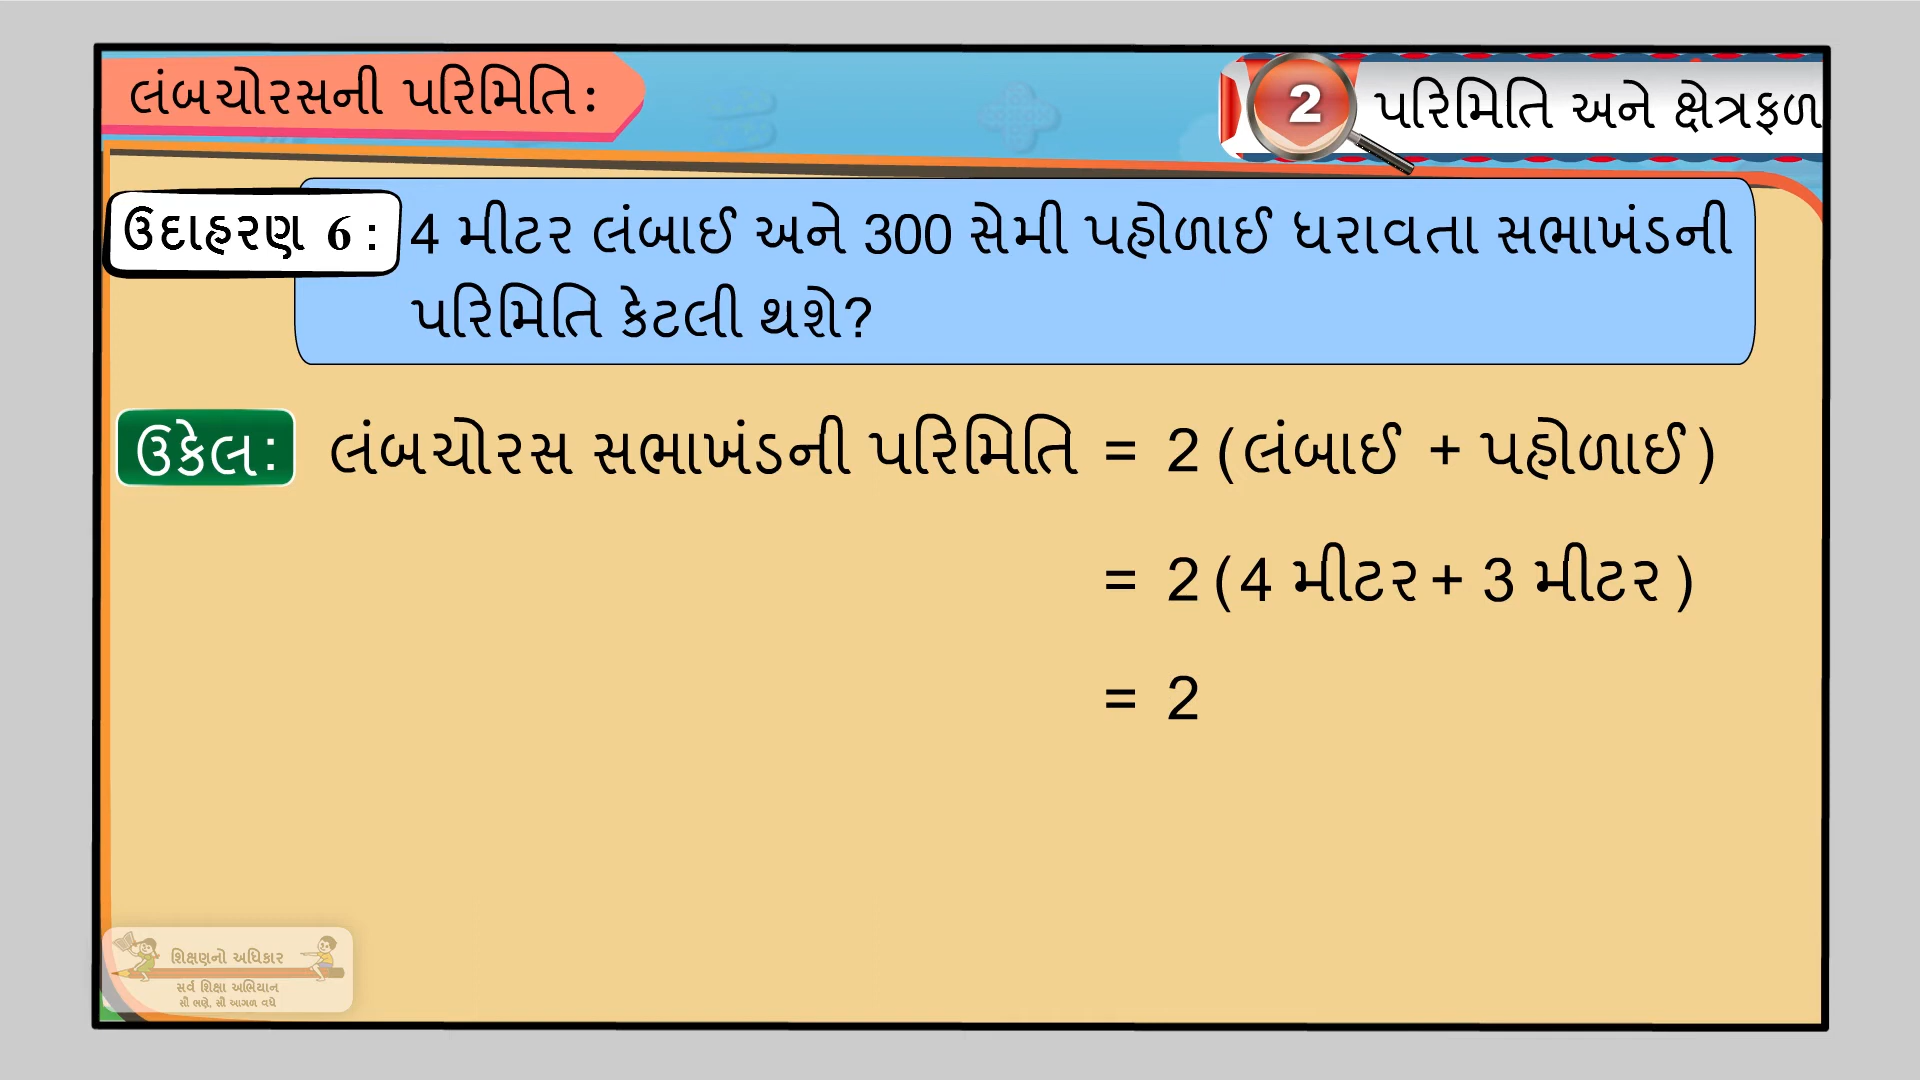 લંબચોરસની પરિમિતિ:
2 પરિમિતિ અને ક્ષેત્રફળ
ઉદાહરણ 6 : 4 મીટર લંબાઈ અને 300 સેમી પહોળાઈ ધરાવતા સભાખંડની
પરિમિતિ કેટલી થશે?
ઉકેલ: લંબચોરસ સભાખંડની પરિમિતિ = 2 (લંબાઈ + પહોળાઈ)
= 2 (4 મીટર + 3 મીટર )
= 2
શિક્ષણનો અધિકાર
સર્વ શિક્ષા અભિયાન
સૌ ભણે, સૌ આગળ વધે